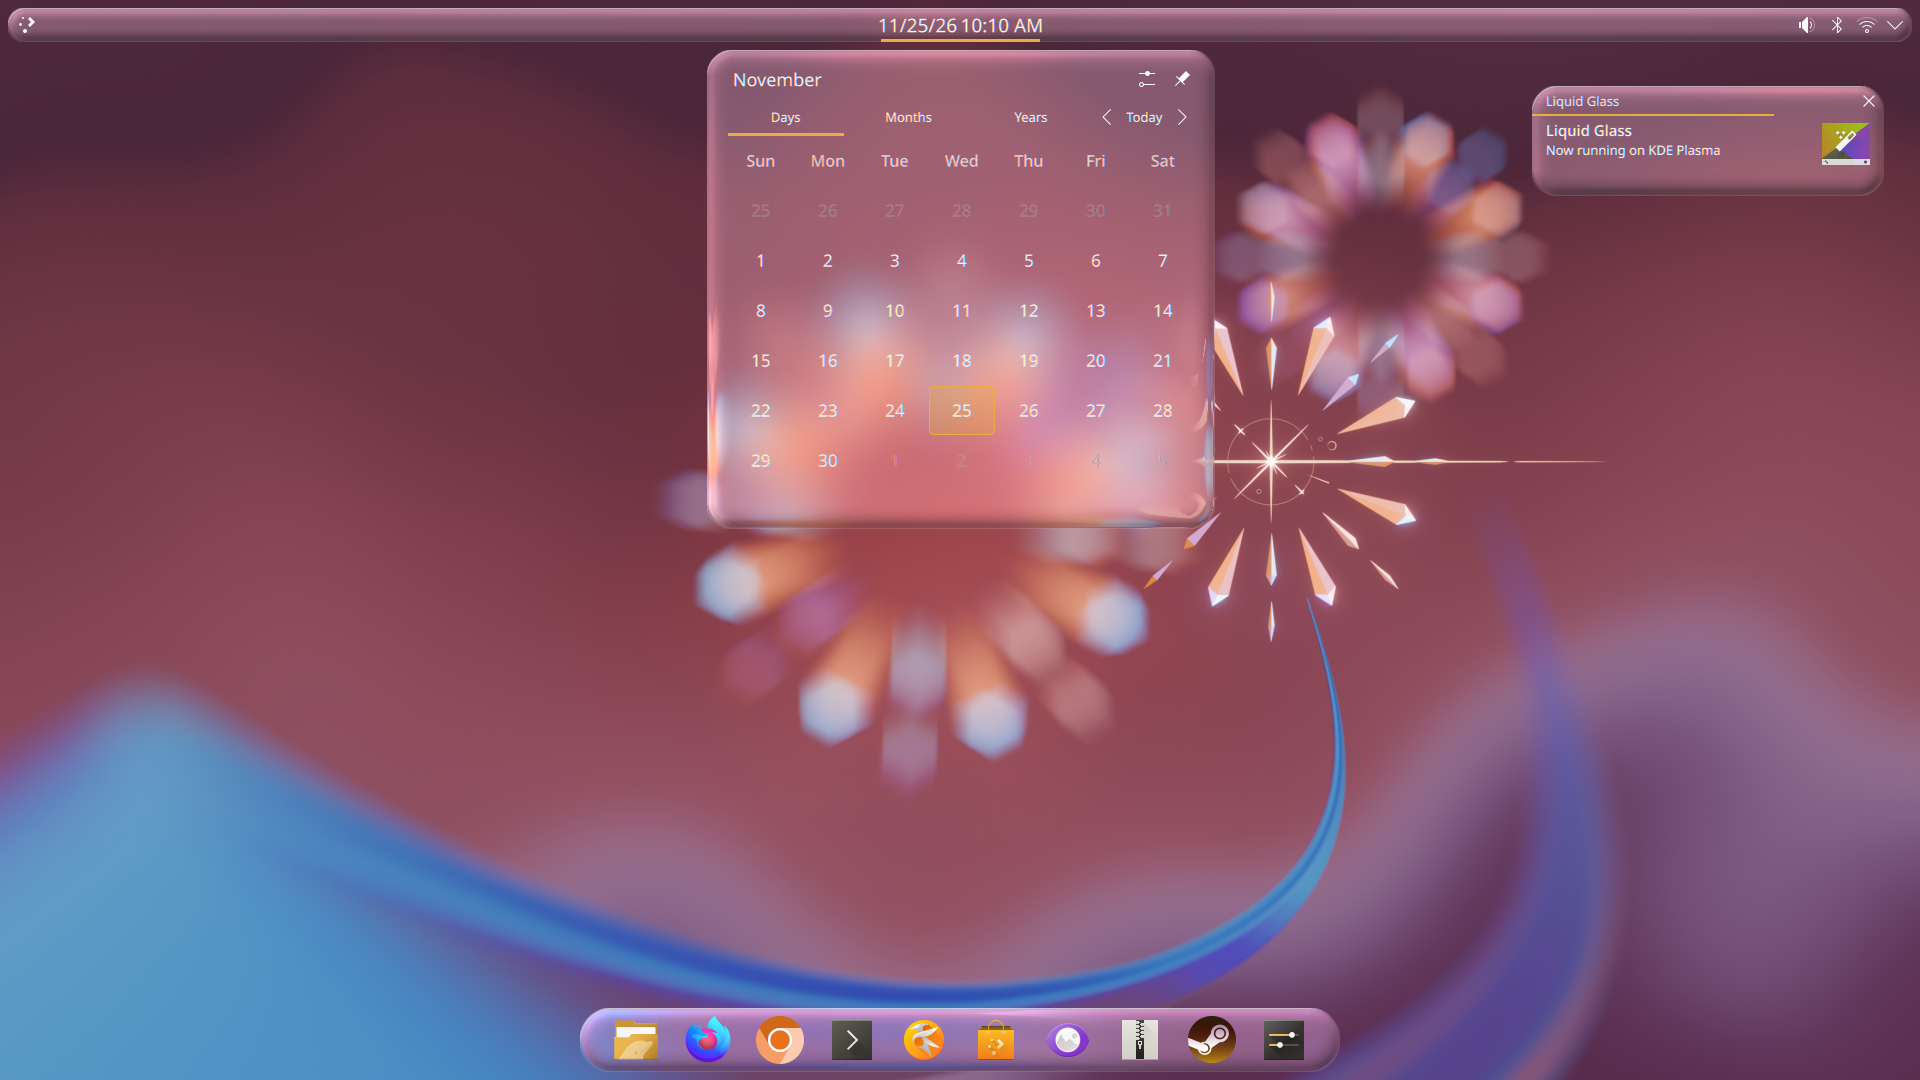 11/25/26 10:10 AM
November
Days Months Years Today
Sun Mon Tue Wed Thu Fri Sat
25 26 27 28 29 30 31
1 2 3 4 5 6 7
8 9 10 11 12 13 14
15 16 17 18 19 20 21
22 23 24 25 26 27 28
29 30 1 2 3 4 5
Liquid Glass
Liquid Glass
Now running on KDE Plasma